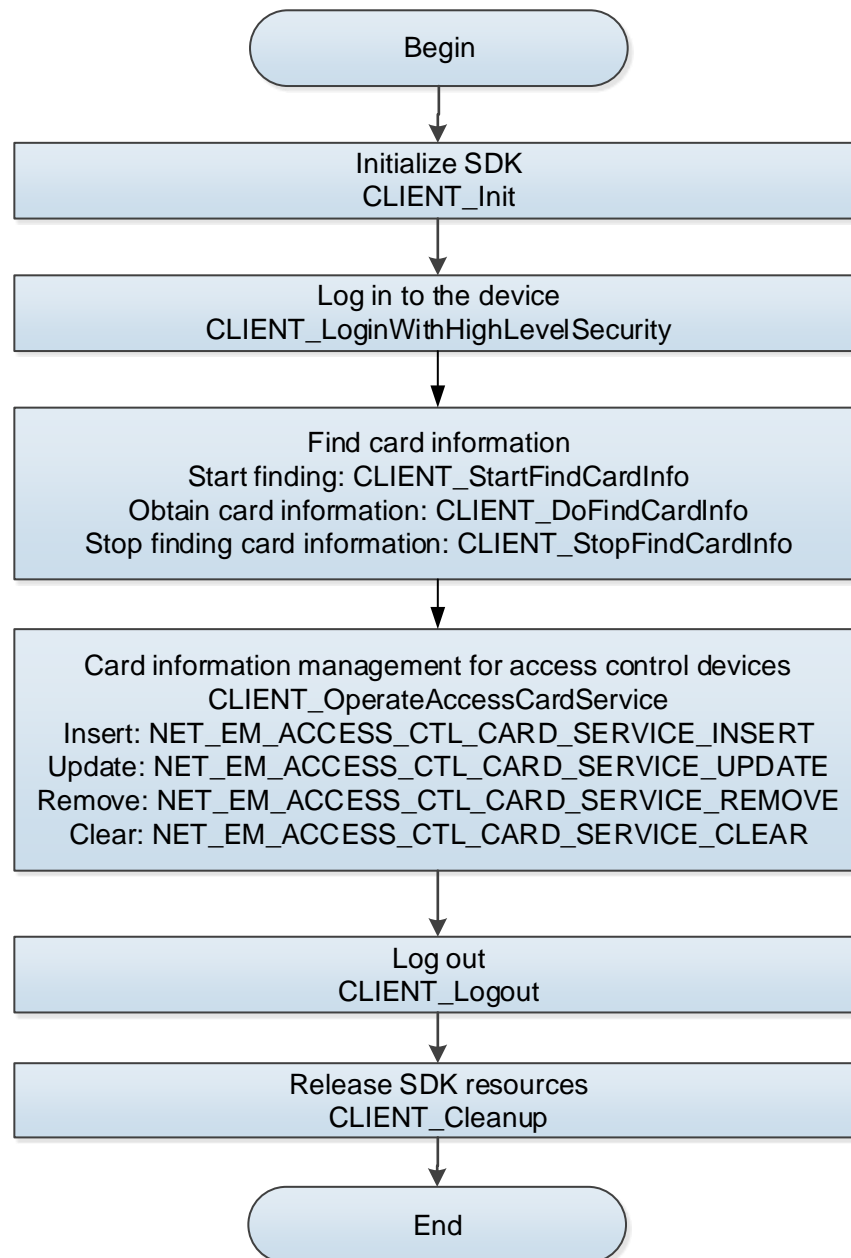 Begin
Initialize SDK
CLIENT_Init
Log in to the device
CLIENT_LoginWithHighLevelSecurity
Find card information
Start finding: CLIENT_StartFindCardInfo
Obtain card information: CLIENT_DoFindCardInfo
Stop finding card information: CLIENT_StopFindCardInfo
Card information management for access control devices
CLIENT_OperateAccessCardService
Insert: NET_EM_ACCESS_CTL_CARD_SERVICE_INSERT
Update: NET_EM_ACCESS_CTL_CARD_SERVICE_UPDATE
Remove: NET_EM_ACCESS_CTL_CARD_SERVICE_REMOVE
Clear: NET_EM_ACCESS_CTL_CARD_SERVICE_CLEAR
Log out
CLIENT_Logout
Release SDK resources
CLIENT_Cleanup
End